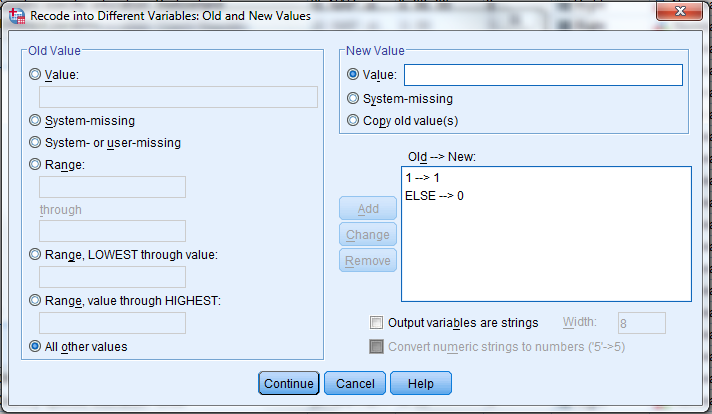 Recode into Different Variables: Old and New Values
Old Value
Value:
System-missing
System- or user-missing
Range:
through
Range, LOWEST through value:
Range, value through HIGHEST:
All other values
New Value
Value:
System-missing
Copy old value(s)
Old --> New:
1 --> 1
ELSE --> 0
Add
Change
Remove
Output variables are strings Width: 8
Convert numeric strings to numbers ('5'->5)
Continue Cancel Help